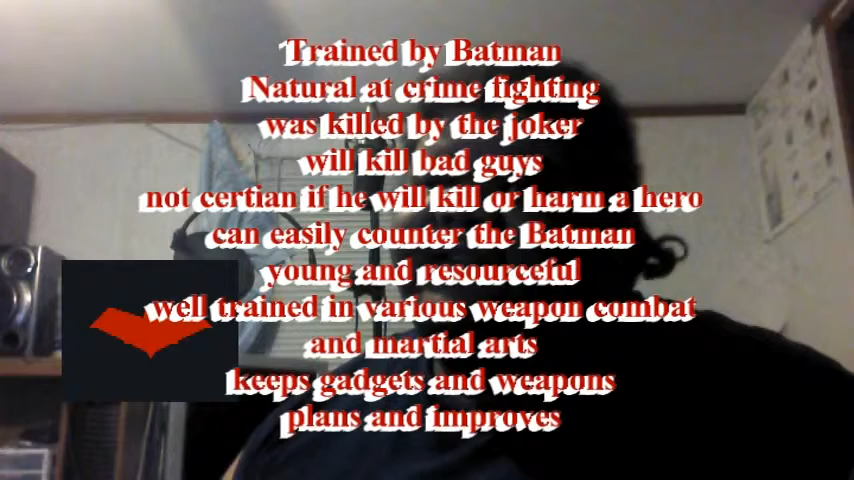 Trained by Batman
Natural at crime fighting
was killed by the joker
will kill bad guys
not certian if he will kill or harm a hero
can easily counter the Batman
young and resourceful
well trained in various weapon combat
and martial arts
keeps gadgets and weapons
plans and improves